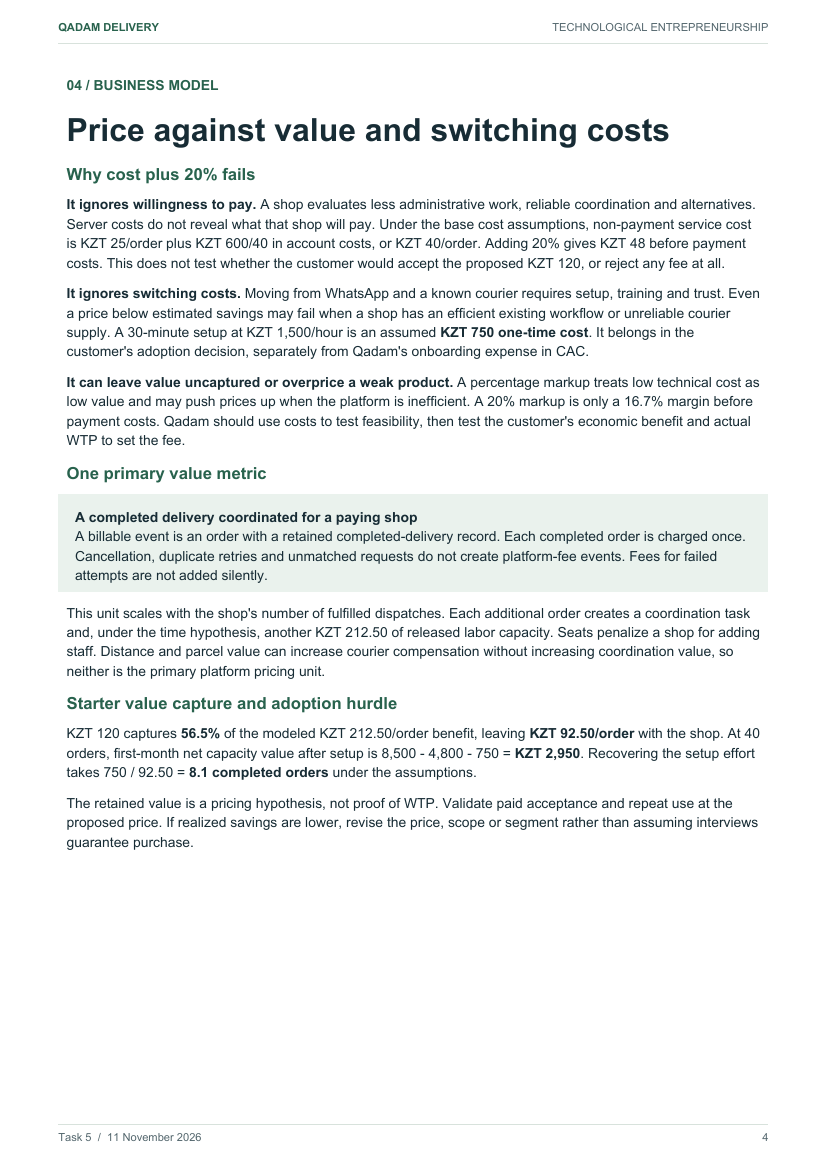 QADAM DELIVERY
TECHNOLOGICAL ENTREPRENEURSHIP
04 / BUSINESS MODEL
Price against value and switching costs
Why cost plus 20% fails
It ignores willingness to pay. A shop evaluates less administrative work, reliable coordination and alternatives.
Server costs do not reveal what that shop will pay. Under the base cost assumptions, non-payment service cost
is KZT 25/order plus KZT 600/40 in account costs, or KZT 40/order. Adding 20% gives KZT 48 before payment
costs. This does not test whether the customer would accept the proposed KZT 120, or reject any fee at all.
It ignores switching costs. Moving from WhatsApp and a known courier requires setup, training and trust. Even
a price below estimated savings may fail when a shop has an efficient existing workflow or unreliable courier
supply. A 30-minute setup at KZT 1,500/hour is an assumed KZT 750 one-time cost. It belongs in the
customer's adoption decision, separately from Qadam's onboarding expense in CAC.
It can leave value uncaptured or overprice a weak product. A percentage markup treats low technical cost as
low value and may push prices up when the platform is inefficient. A 20% markup is only a 16.7% margin before
payment costs. Qadam should use costs to test feasibility, then test the customer's economic benefit and actual
WTP to set the fee.
One primary value metric
A completed delivery coordinated for a paying shop
A billable event is an order with a retained completed-delivery record. Each completed order is charged once.
Cancellation, duplicate retries and unmatched requests do not create platform-fee events. Fees for failed
attempts are not added silently.
This unit scales with the shop's number of fulfilled dispatches. Each additional order creates a coordination task
and, under the time hypothesis, another KZT 212.50 of released labor capacity. Seats penalize a shop for adding
staff. Distance and parcel value can increase courier compensation without increasing coordination value, so
neither is the primary platform pricing unit.
Starter value capture and adoption hurdle
KZT 120 captures 56.5% of the modeled KZT 212.50/order benefit, leaving KZT 92.50/order with the shop. At 40
orders, first-month net capacity value after setup is 8,500 - 4,800 - 750 = KZT 2,950. Recovering the setup effort
takes 750 / 92.50 = 8.1 completed orders under the assumptions.
The retained value is a pricing hypothesis, not proof of WTP. Validate paid acceptance and repeat use at the
proposed price. If realized savings are lower, revise the price, scope or segment rather than assuming interviews
guarantee purchase.
Task 5 / 11 November 2026
4